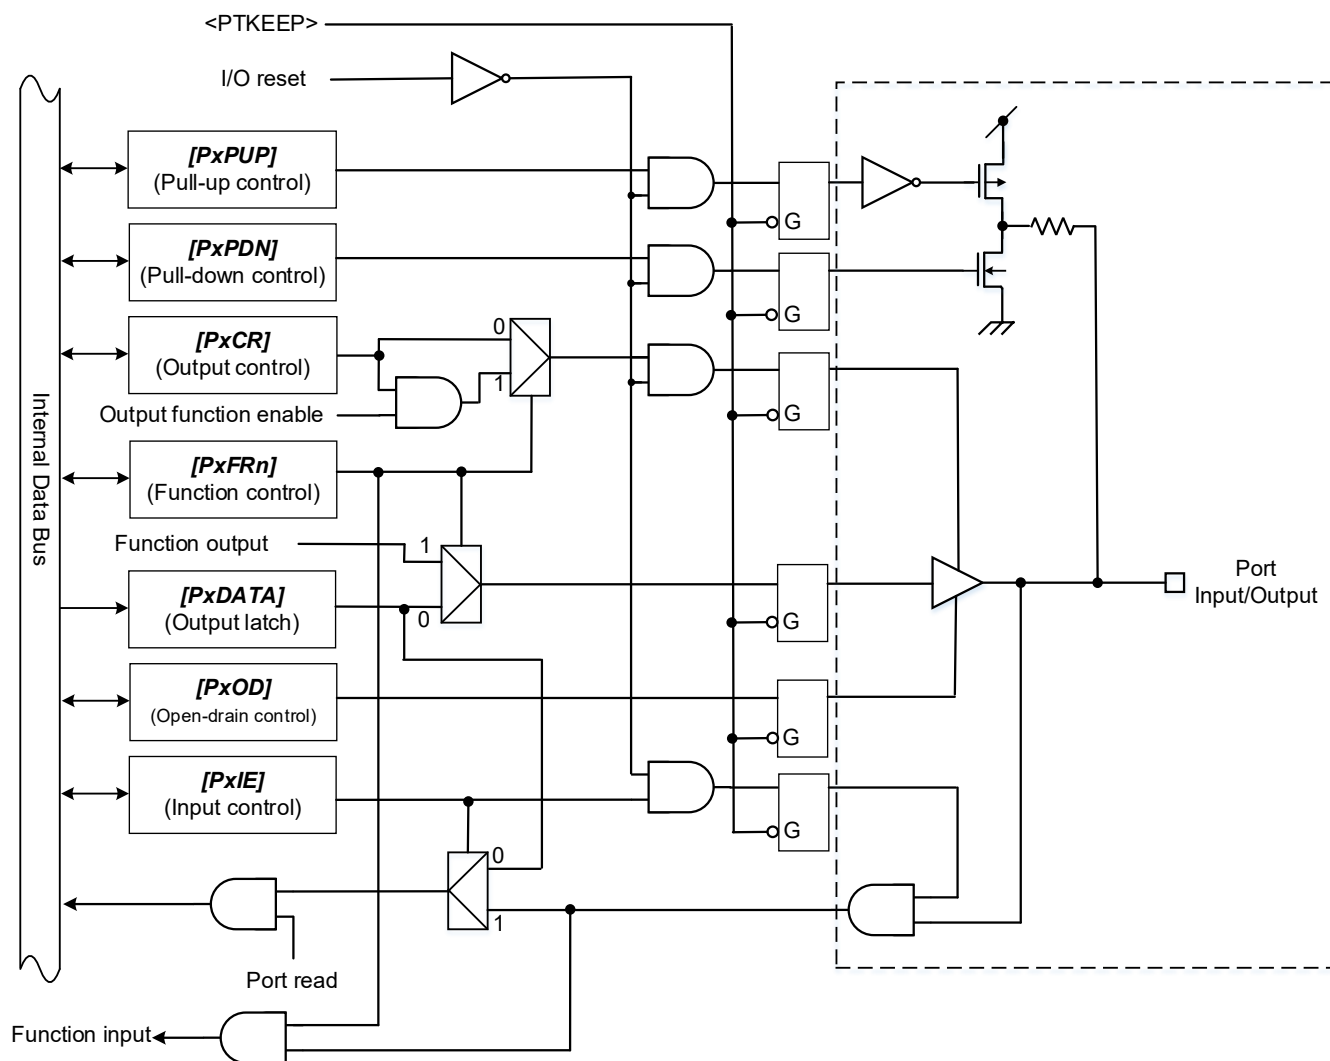 <PTKEEP>
I/O reset
[PxPUP]
(Pull-up control)
G
[PxPDN]
(Pull-down control)
G
[PxCR]
(Output control)
0
1
G
Output function enable
Internal Data Bus
[PxFRn]
(Function control)
Function output
1
[PxDATA]
(Output latch)
0
G
Port
Input/Output
[PxOD]
(Open-drain control)
G
[PxIE]
(Input control)
G
0
1
Port read
Function input